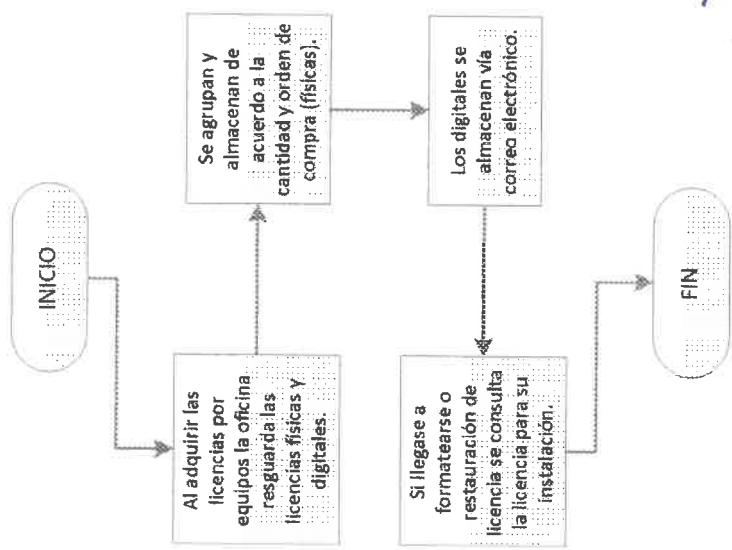 INICIO
Al adquirir las
licencias por
equipos la oficina
resguarda las
licencias físicas y
digitales.
Se agrupan y
almacenan de
acuerdo a la
cantidad y orden de
compra (físicas).
Los digitales se
almacenan vía
correo electrónico.
Si llegase a
formatearse o
restauración de
licencia se consulta
la licencia para su
instalación.
FIN